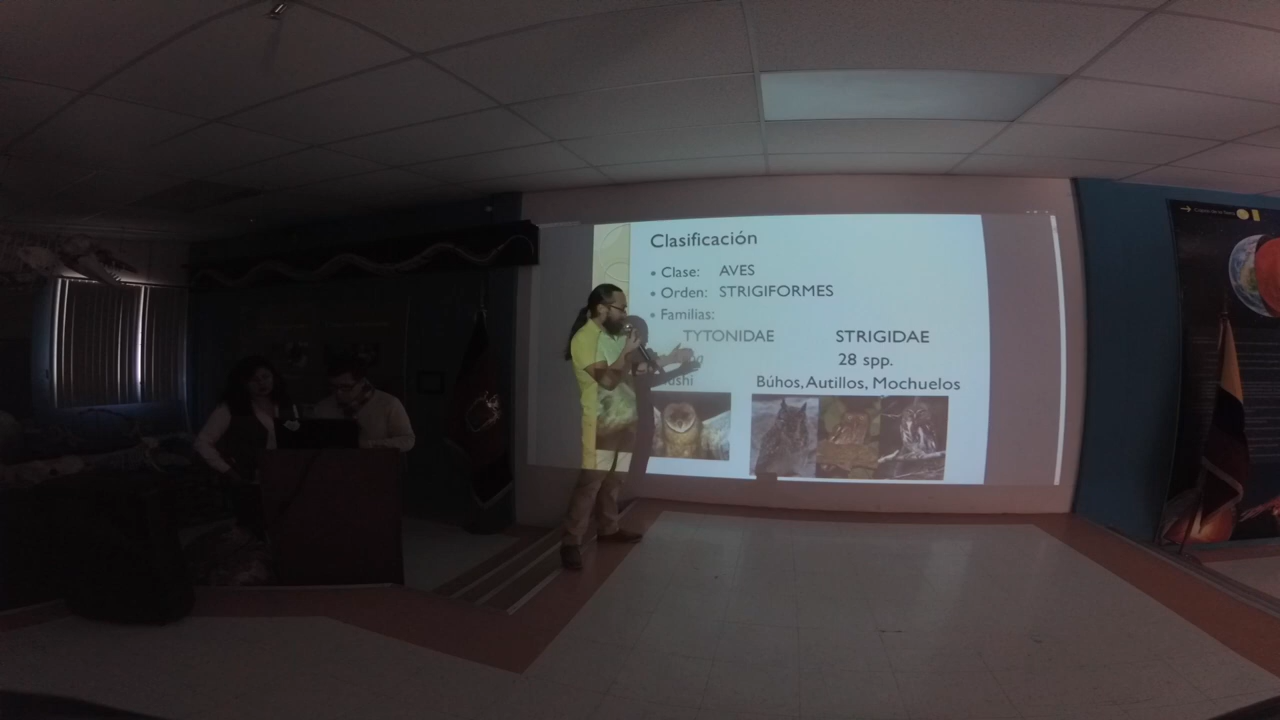 Clasificación
• Clase: AVES
• Orden: STRIGIFORMES
• Familias:
TYTONIDAE STRIGIDAE
28 spp.
Búhos, Autillos, Mochuelos